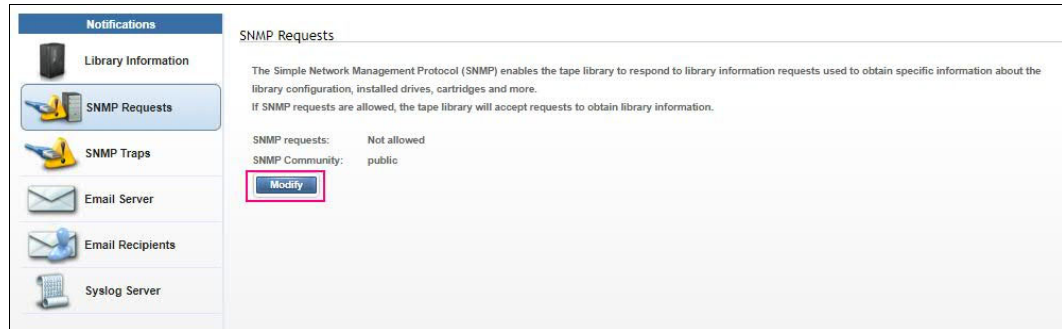 Notifications
Library Information
SNMP Requests
SNMP Traps
Email Server
Email Recipients
Syslog Server
SNMP Requests
The Simple Network Management Protocol (SNMP) enables the tape library to respond to library information requests used to obtain specific information about the
library configuration, installed drives, cartridges and more.
If SNMP requests are allowed, the tape library will accept requests to obtain library information.
SNMP requests: Not allowed
SNMP Community: public
Modify